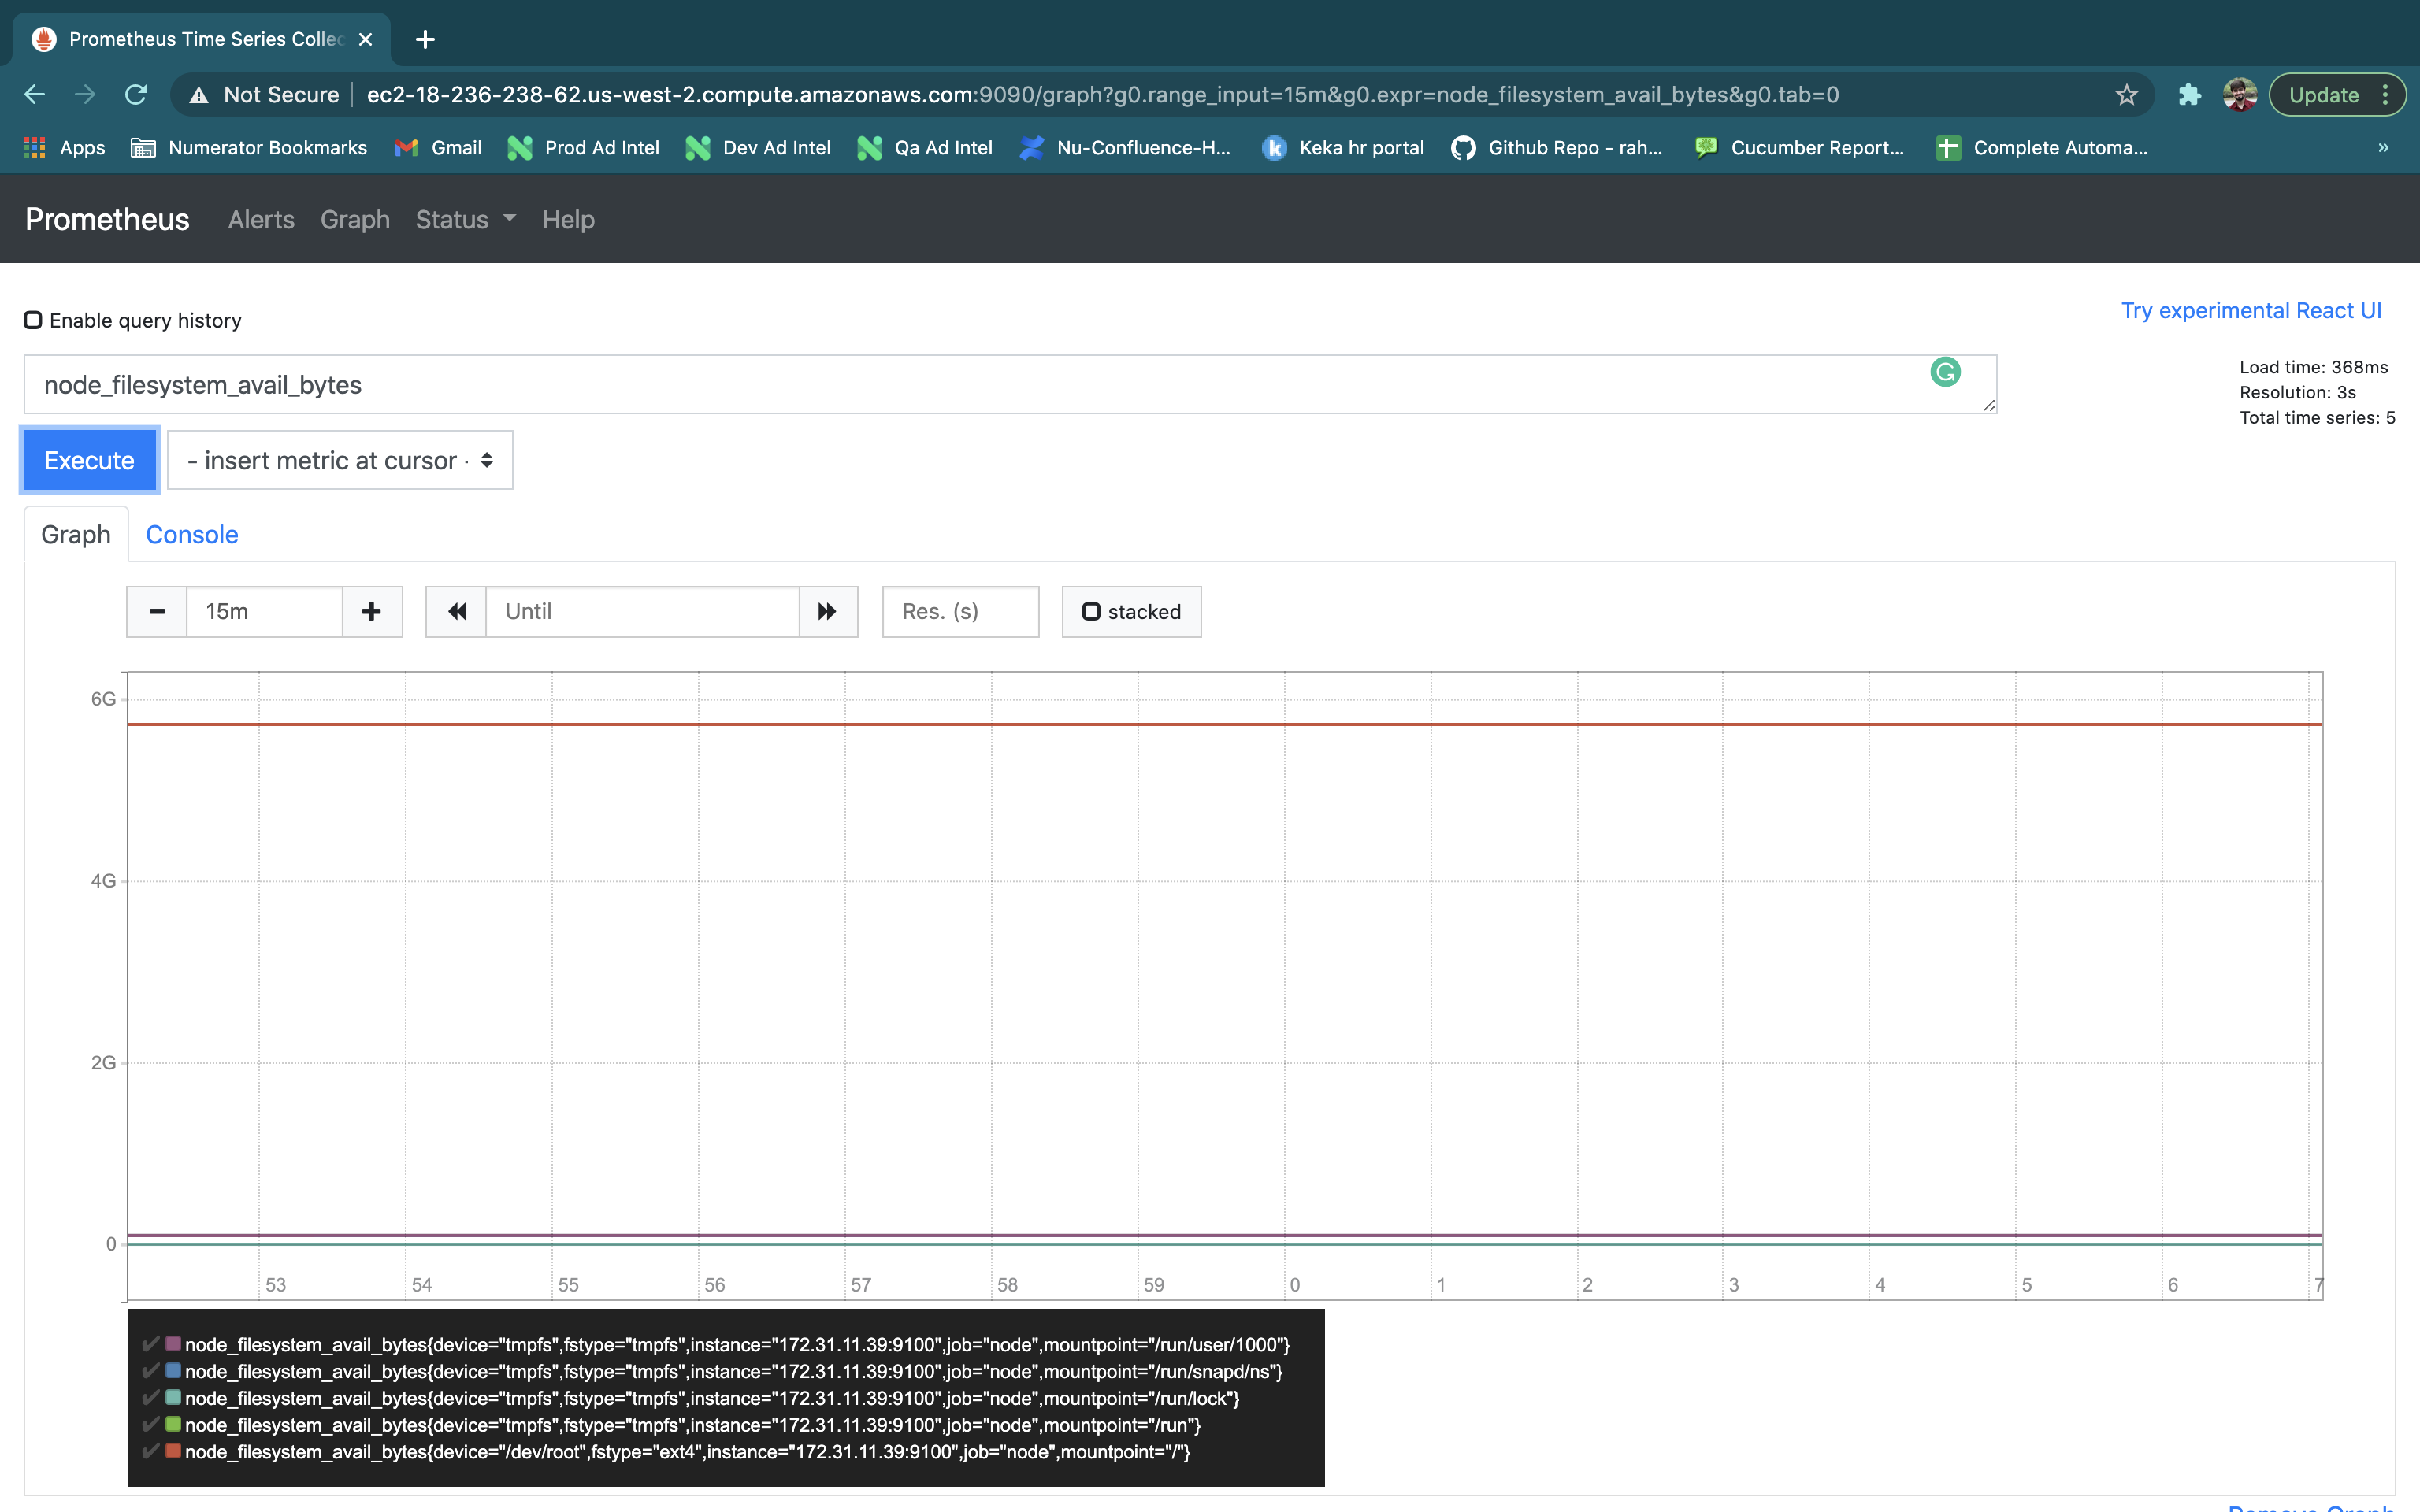 Prometheus Time Series Collec
Not Secure ec2-18-236-238-62.us-west-2.compute.amazonaws.com:9090/graph?g0.range_input=15m&g0.expr=node_filesystem_avail_bytes&g0.tab=0 Update
Apps Numerator Bookmarks Gmail Prod Ad Intel Dev Ad Intel Qa Ad Intel Nu-Confluence-H... Keka hr portal Github Repo - rah... Cucumber Report... Complete Automa... »
Prometheus Alerts Graph Status Help
Try experimental React UI
Enable query history
node_filesystem_avail_bytes
Load time: 368ms
Resolution: 3s
Total time series: 5
Execute - insert metric at cursor -
Graph Console
15m Until Res. (s) stacked
6G
4G
2G
0
53 54 55 56 57 58 59 0 1 2 3 4 5 6 7
node_filesystem_avail_bytes{device="tmpfs",fstype="tmpfs",instance="172.31.11.39:9100",job="node",mountpoint="/run/user/1000"}
node_filesystem_avail_bytes{device="tmpfs",fstype="tmpfs",instance="172.31.11.39:9100",job="node",mountpoint="/run/snapd/ns"}
node_filesystem_avail_bytes{device="tmpfs",fstype="tmpfs",instance="172.31.11.39:9100",job="node",mountpoint="/run/lock"}
node_filesystem_avail_bytes{device="tmpfs",fstype="tmpfs",instance="172.31.11.39:9100",job="node",mountpoint="/run"}
node_filesystem_avail_bytes{device="/dev/root",fstype="ext4",instance="172.31.11.39:9100",job="node",mountpoint="/"}
Remove Graph